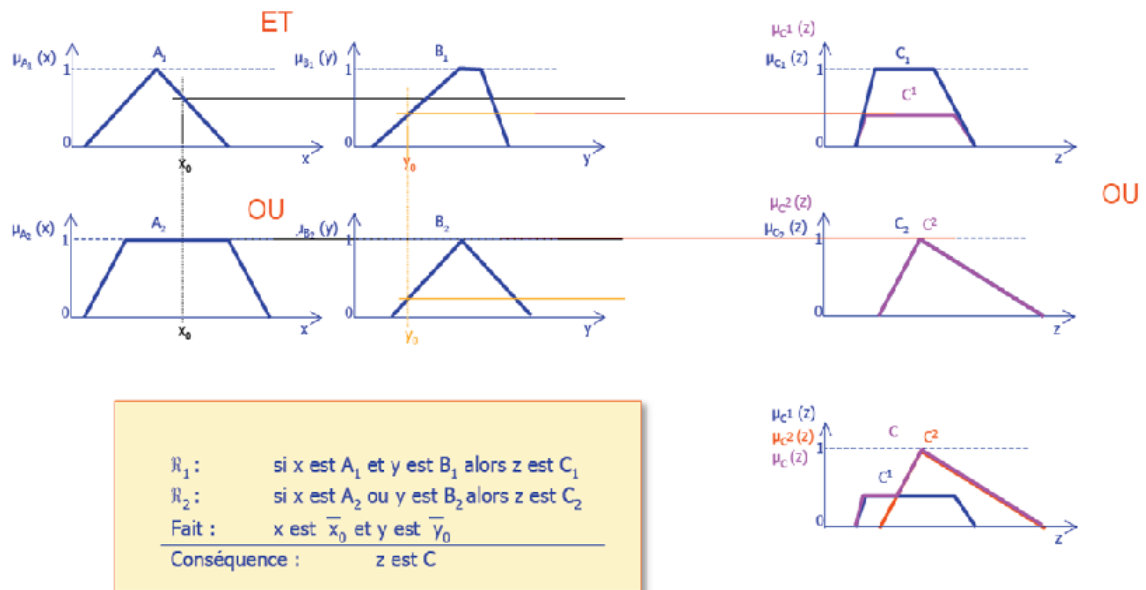 ET
μA₁ (x) A₁ μB₁ (y) B₁ μC¹ (z)
μC₁ (z) C₁
1 1 1
C¹
0 0 0
x₀ x y₀ y z
OU OU
μA₂ (x) A₂ μB₂ (y) B₂ μC² (z)
μC₂ (z) C₂ C²
1 1 1
0 0 0
x₀ x y₀ y z
μC¹ (z)
μC² (z) C C²
μC (z)
1
C¹
0
z
ℜ₁ : si x est A₁ et y est B₁ alors z est C₁
ℜ₂ : si x est A₂ ou y est B₂ alors z est C₂
Fait : x est x̅₀ et y est y̅₀
Conséquence : z est C